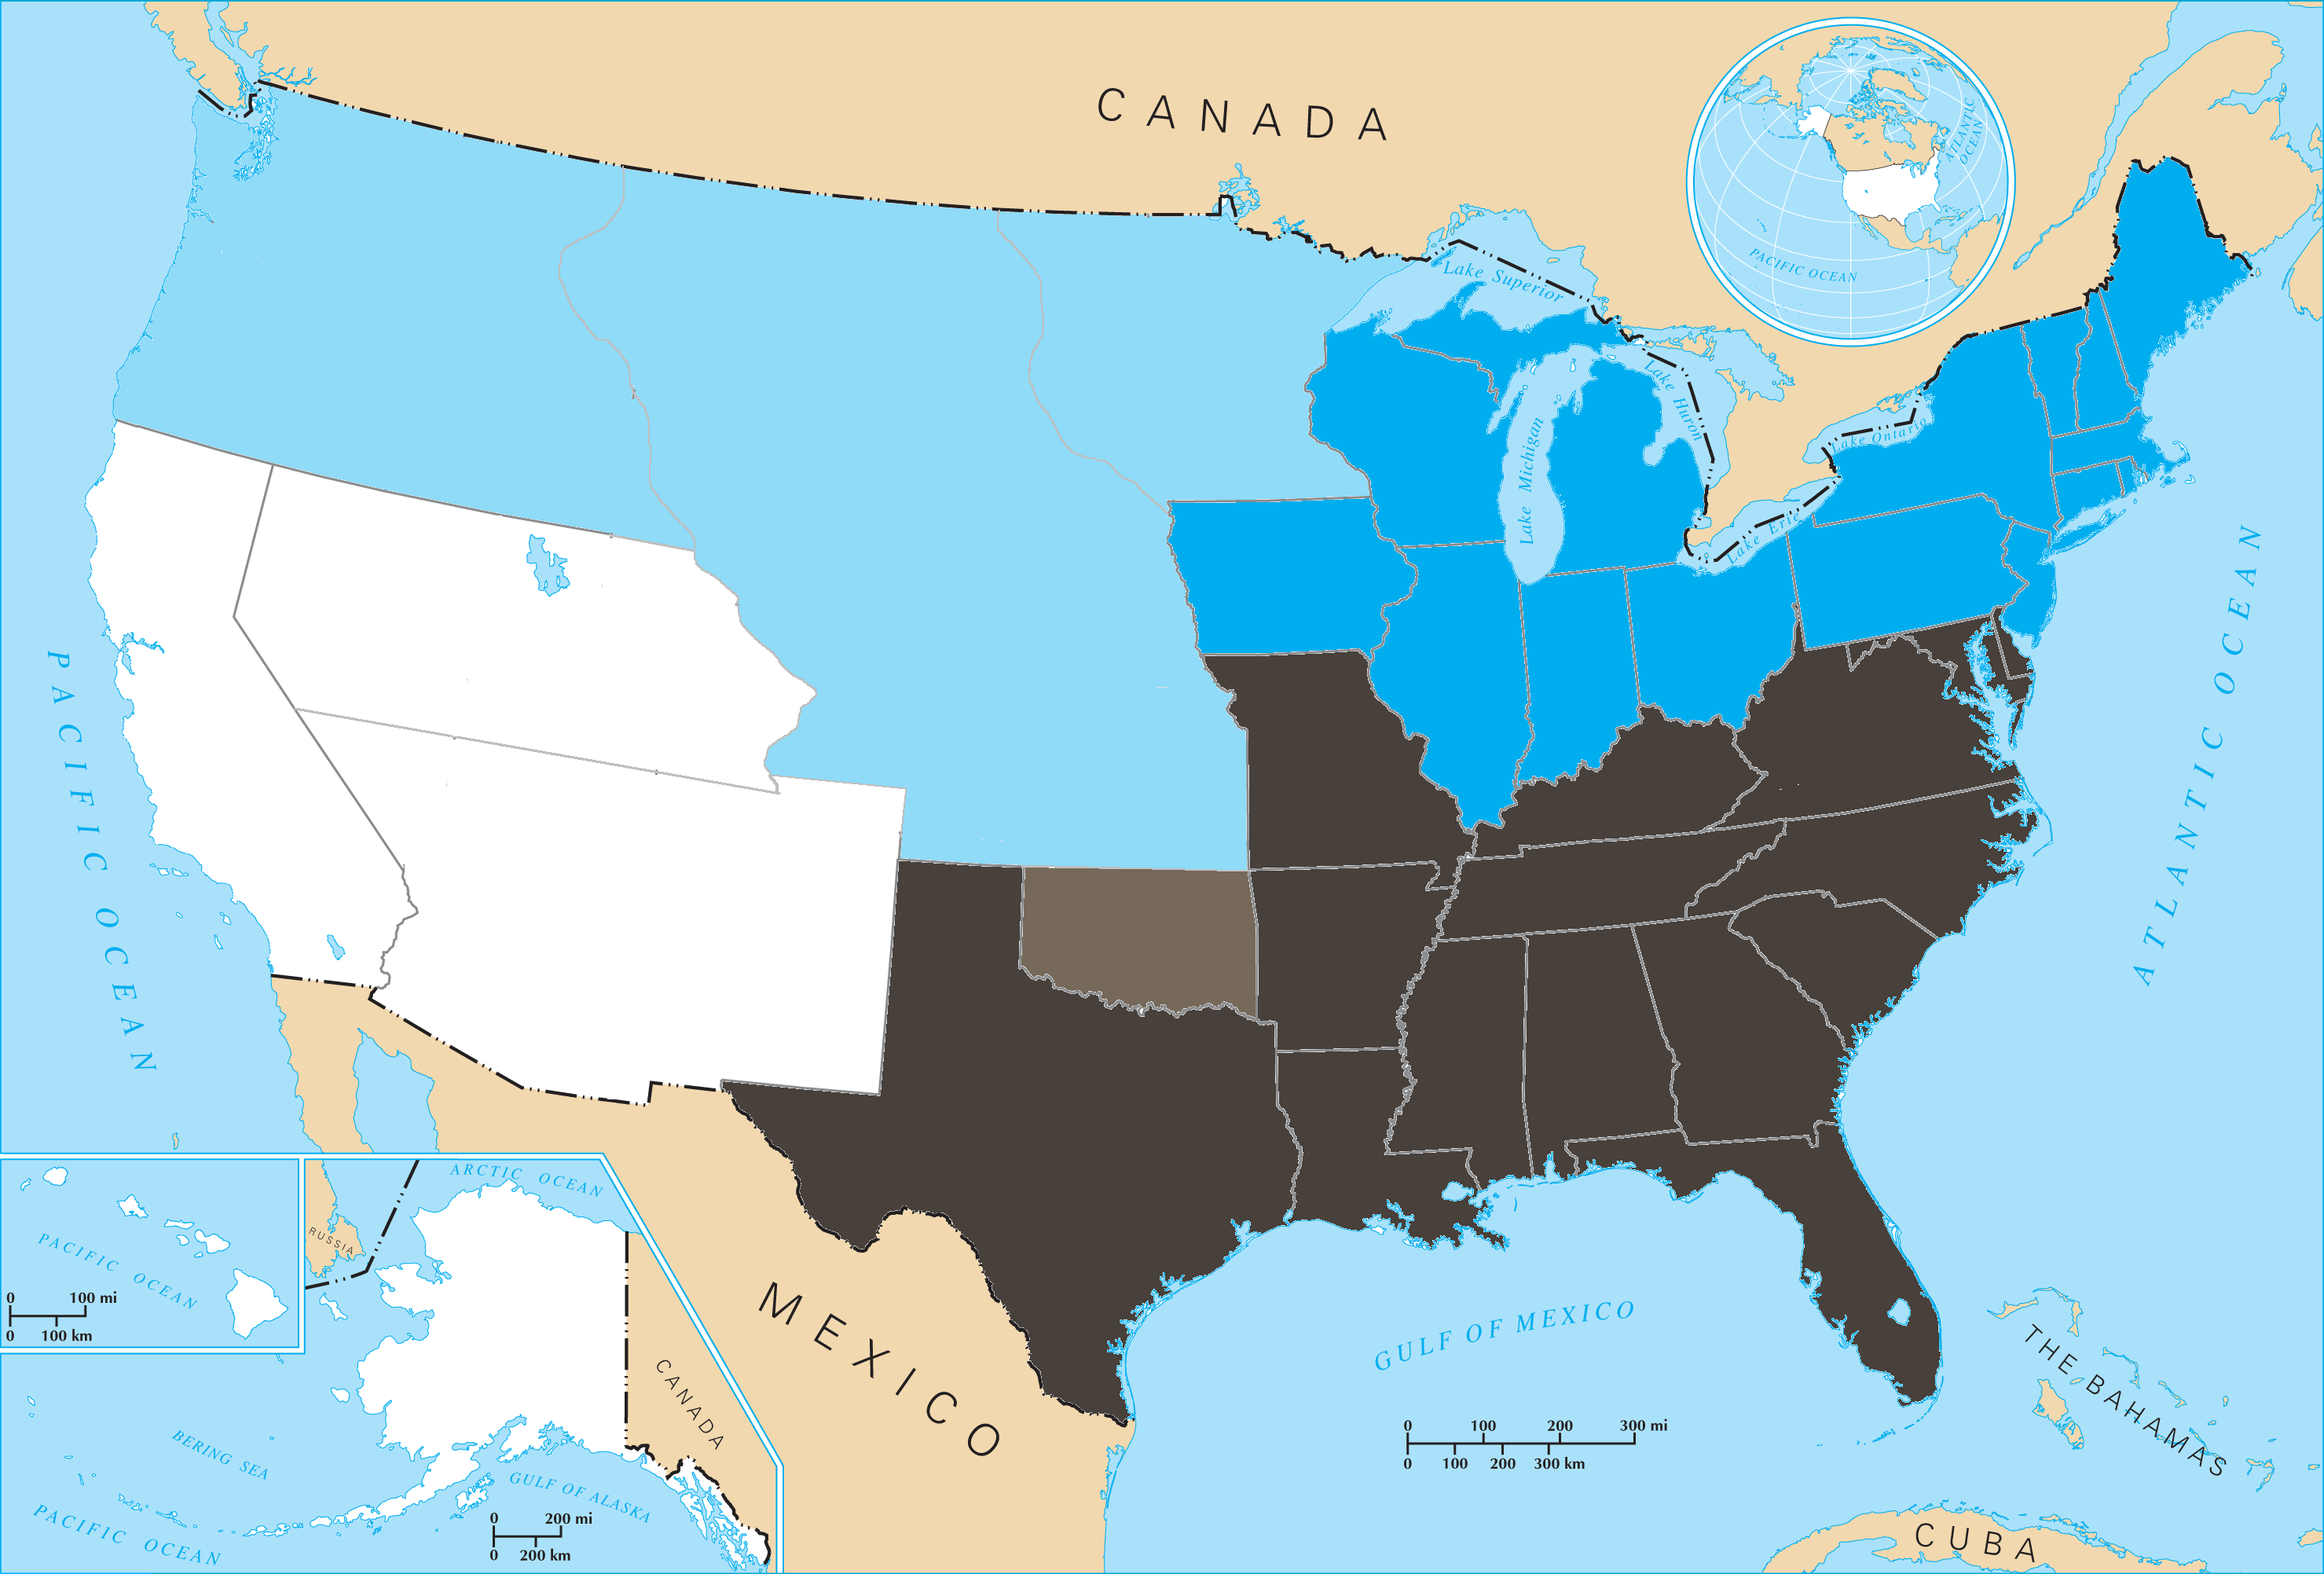 CANADA
ATLANTIC
OCEAN
PACIFIC OCEAN
Lake Superior
Lake Huron
Lake Michigan
Lake Ontario
Lake Erie
PACIFIC OCEAN
ATLANTIC OCEAN
ARCTIC OCEAN
RUSSIA
PACIFIC OCEAN
0 100 mi
0 100 km
MEXICO
GULF OF MEXICO
THE BAHAMAS
CANADA
BERING SEA
GULF OF ALASKA
PACIFIC OCEAN
0 200 mi
0 200 km
0 100 200 300 mi
0 100 200 300 km
CUBA